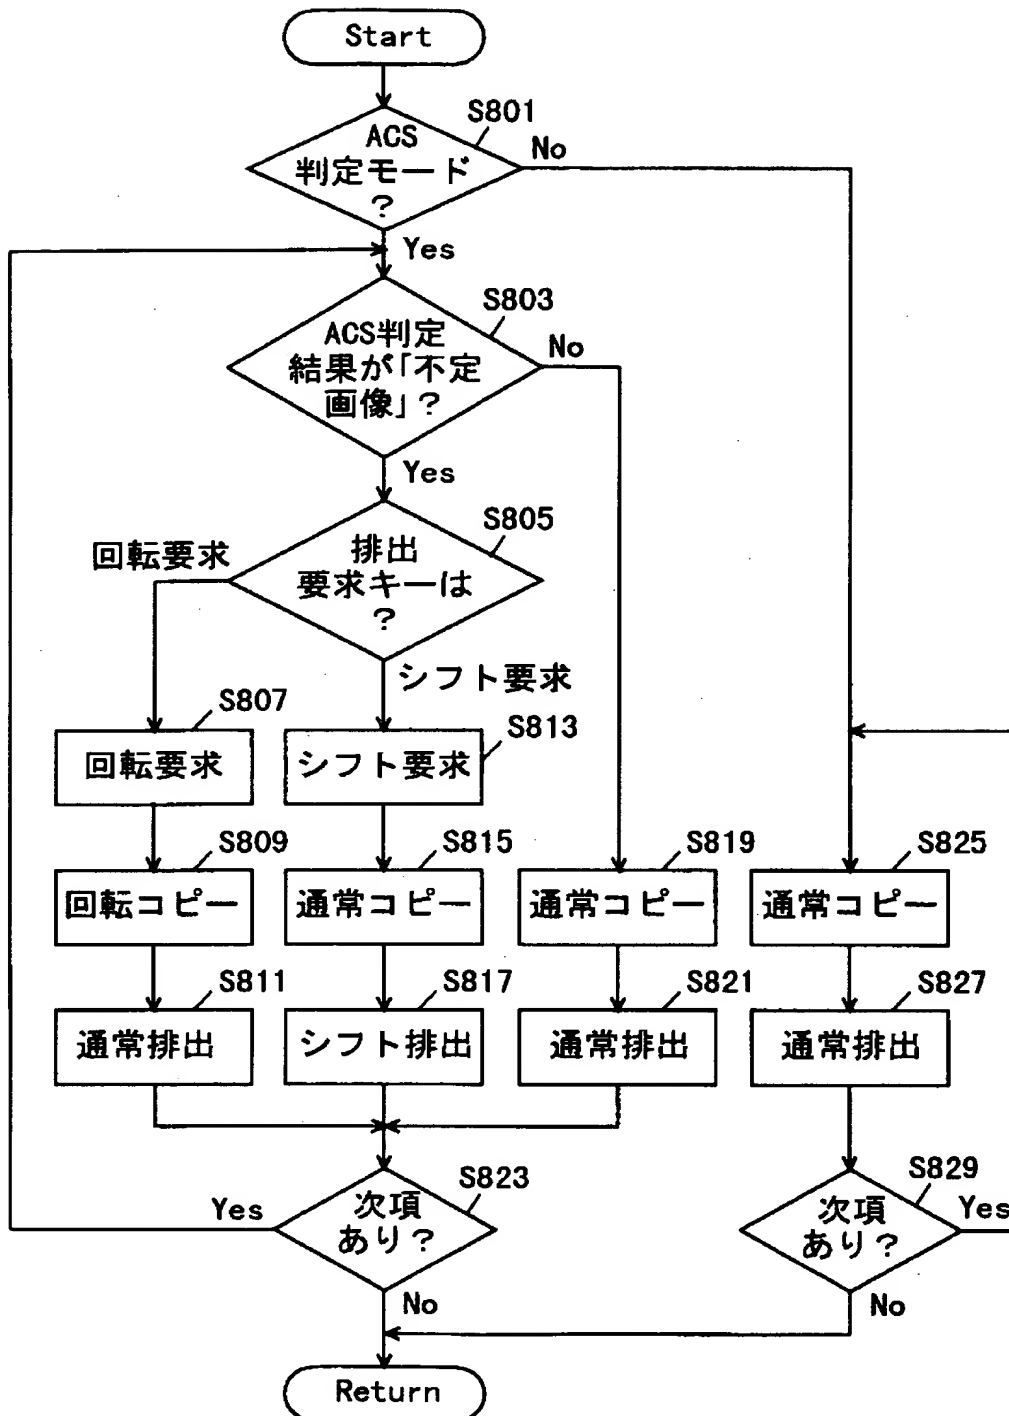 Start
S801
ACS
判定モード
?
No
Yes
S803
ACS判定
結果が「不定
画像」?
No
Yes
S805
排出
要求キーは
?
回転要求
シフト要求
S807
回転要求
S813
シフト要求
S809
回転コピー
S815
通常コピー
S819
通常コピー
S825
通常コピー
S811
通常排出
S817
シフト排出
S821
通常排出
S827
通常排出
S823
次項
あり?
Yes
No
S829
次項
あり?
Yes
No
Return